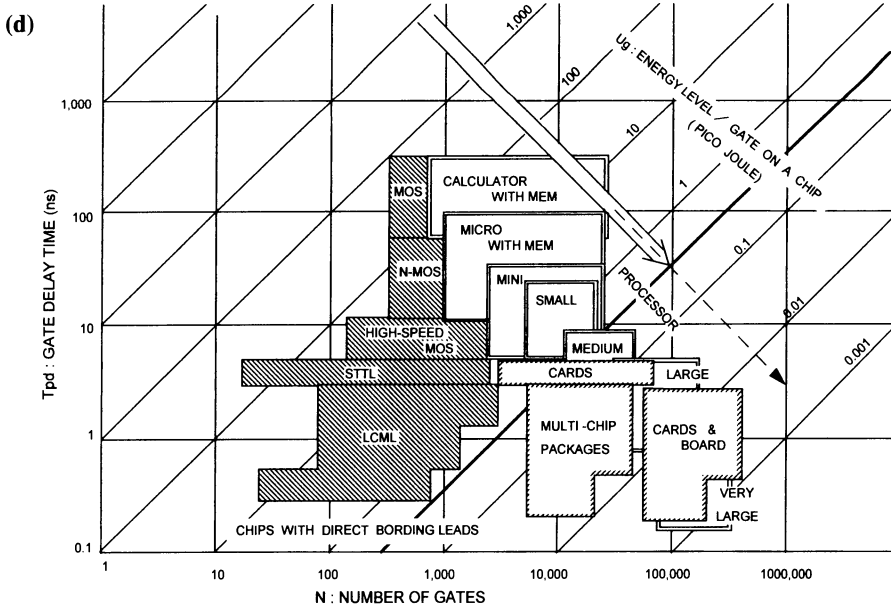 (d)
1,000
100
10
1
0.1
0.01
0.001
Ug : ENERGY LEVEL / GATE ON A CHIP
( PICO JOULE)
1,000
100
10
1
0.1
Tpd : GATE DELAY TIME (ns)
MOS
CALCULATOR
WITH MEM
MICRO
WITH MEM
N-MOS
MINI
SMALL
PROCESSOR
HIGH-SPEED
MOS
MEDIUM
STTL
CARDS
LARGE
LCML
MULTI -CHIP
PACKAGES
CARDS &
BOARD
VERY
LARGE
CHIPS WITH DIRECT BORDING LEADS
1
10
100
1,000
10,000
100,000
1000,000
N : NUMBER OF GATES